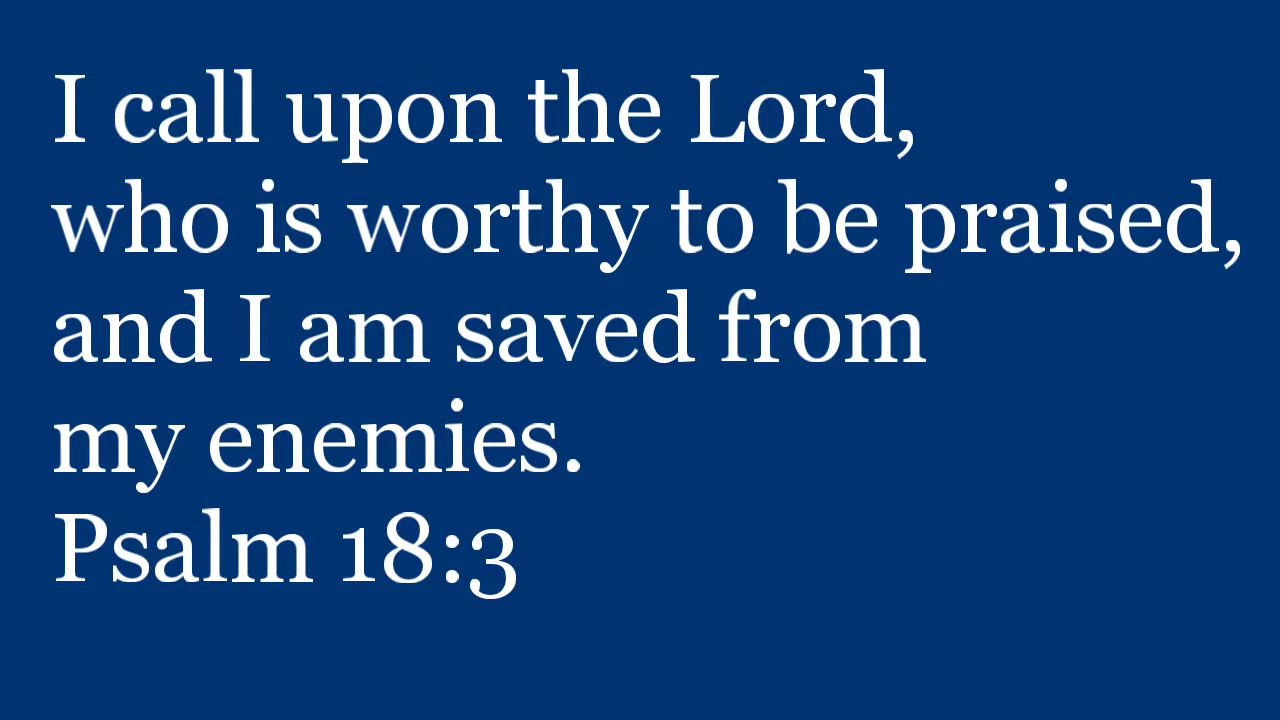 I call upon the Lord,
who is worthy to be praised,
and I am saved from
my enemies.
Psalm 18:3